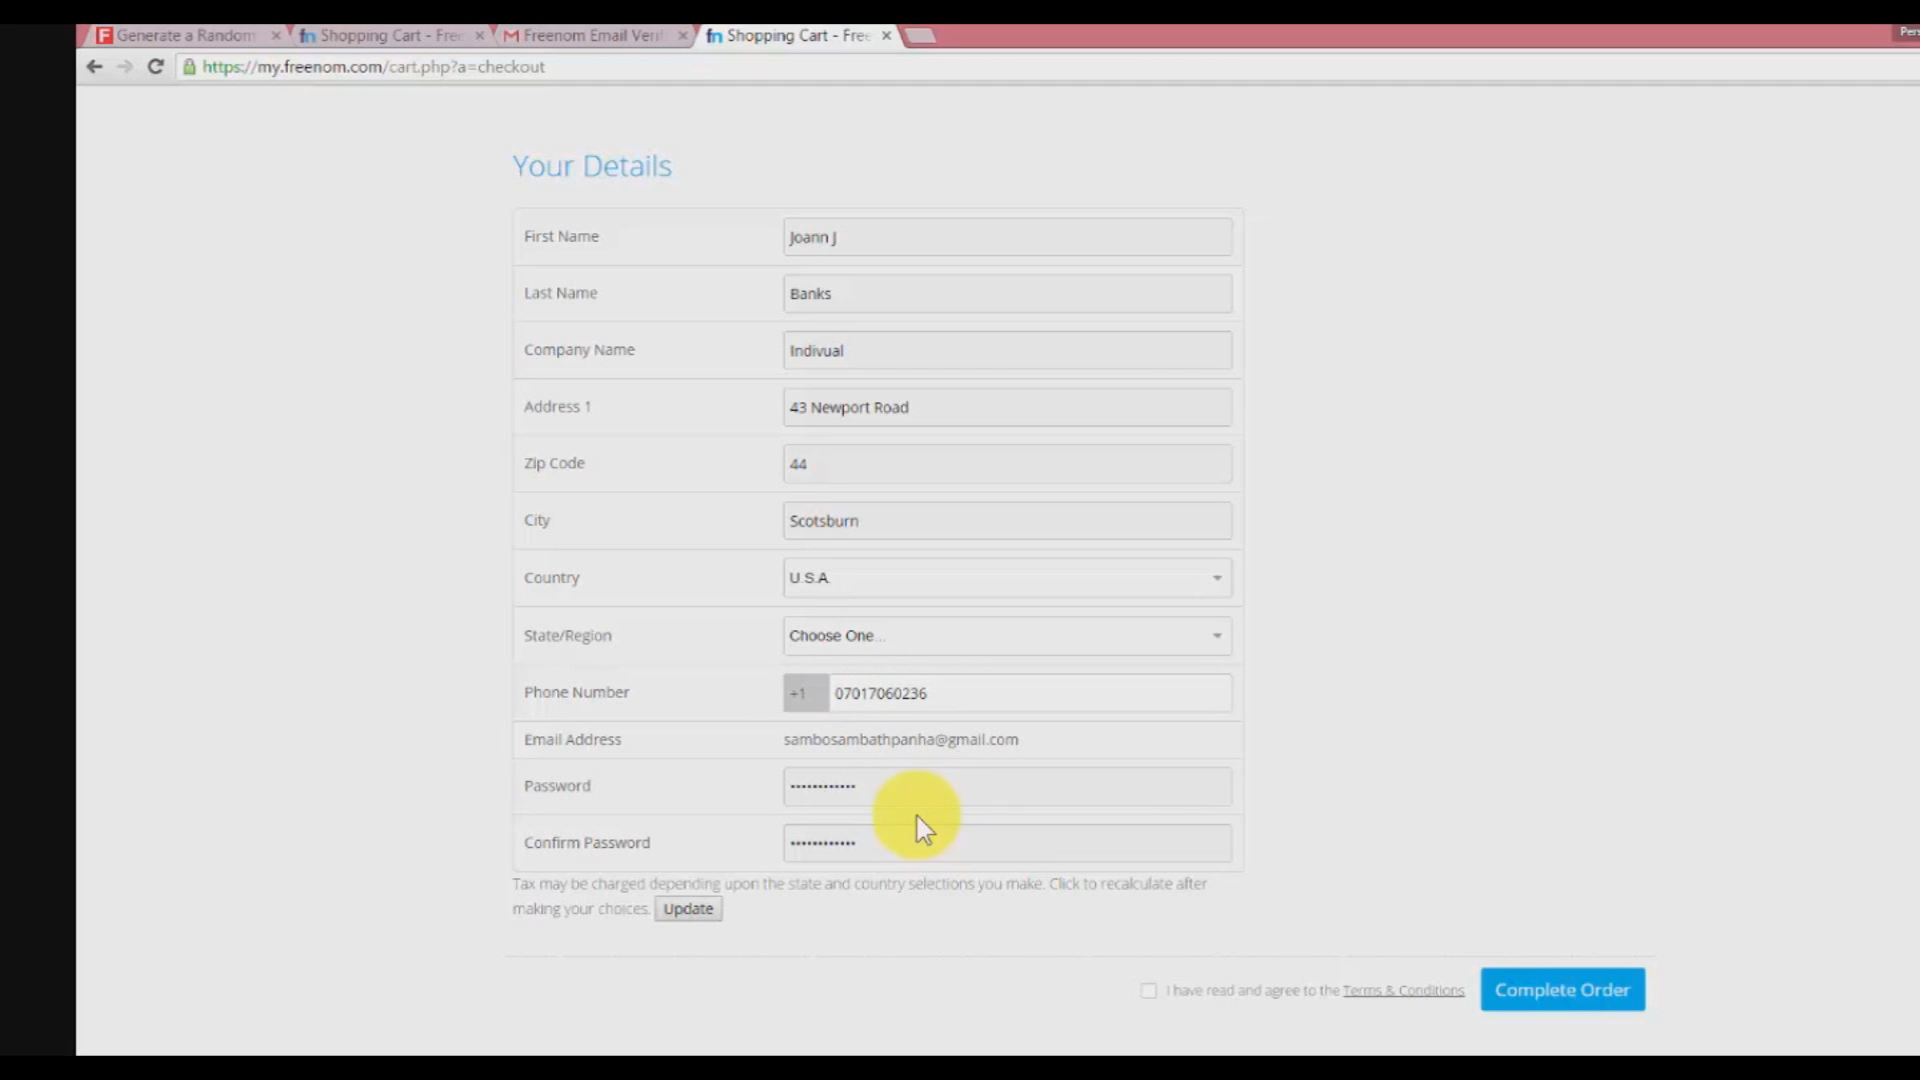 Generate a Random
Shopping Cart - Free
Freenom Email Verifi
Shopping Cart - Free
https://my.freenom.com/cart.php?a=checkout
Your Details
First Name Joann J
Last Name Banks
Company Name Indivual
Address 1 43 Newport Road
Zip Code 44
City Scotsburn
Country U.S.A.
State/Region Choose One...
Phone Number +1 07017060236
Email Address sambosambathpanha@gmail.com
Password ............
Confirm Password ............
Tax may be charged depending upon the state and country selections you make. Click to recalculate after
making your choices. Update
I have read and agree to the Terms & Conditions Complete Order